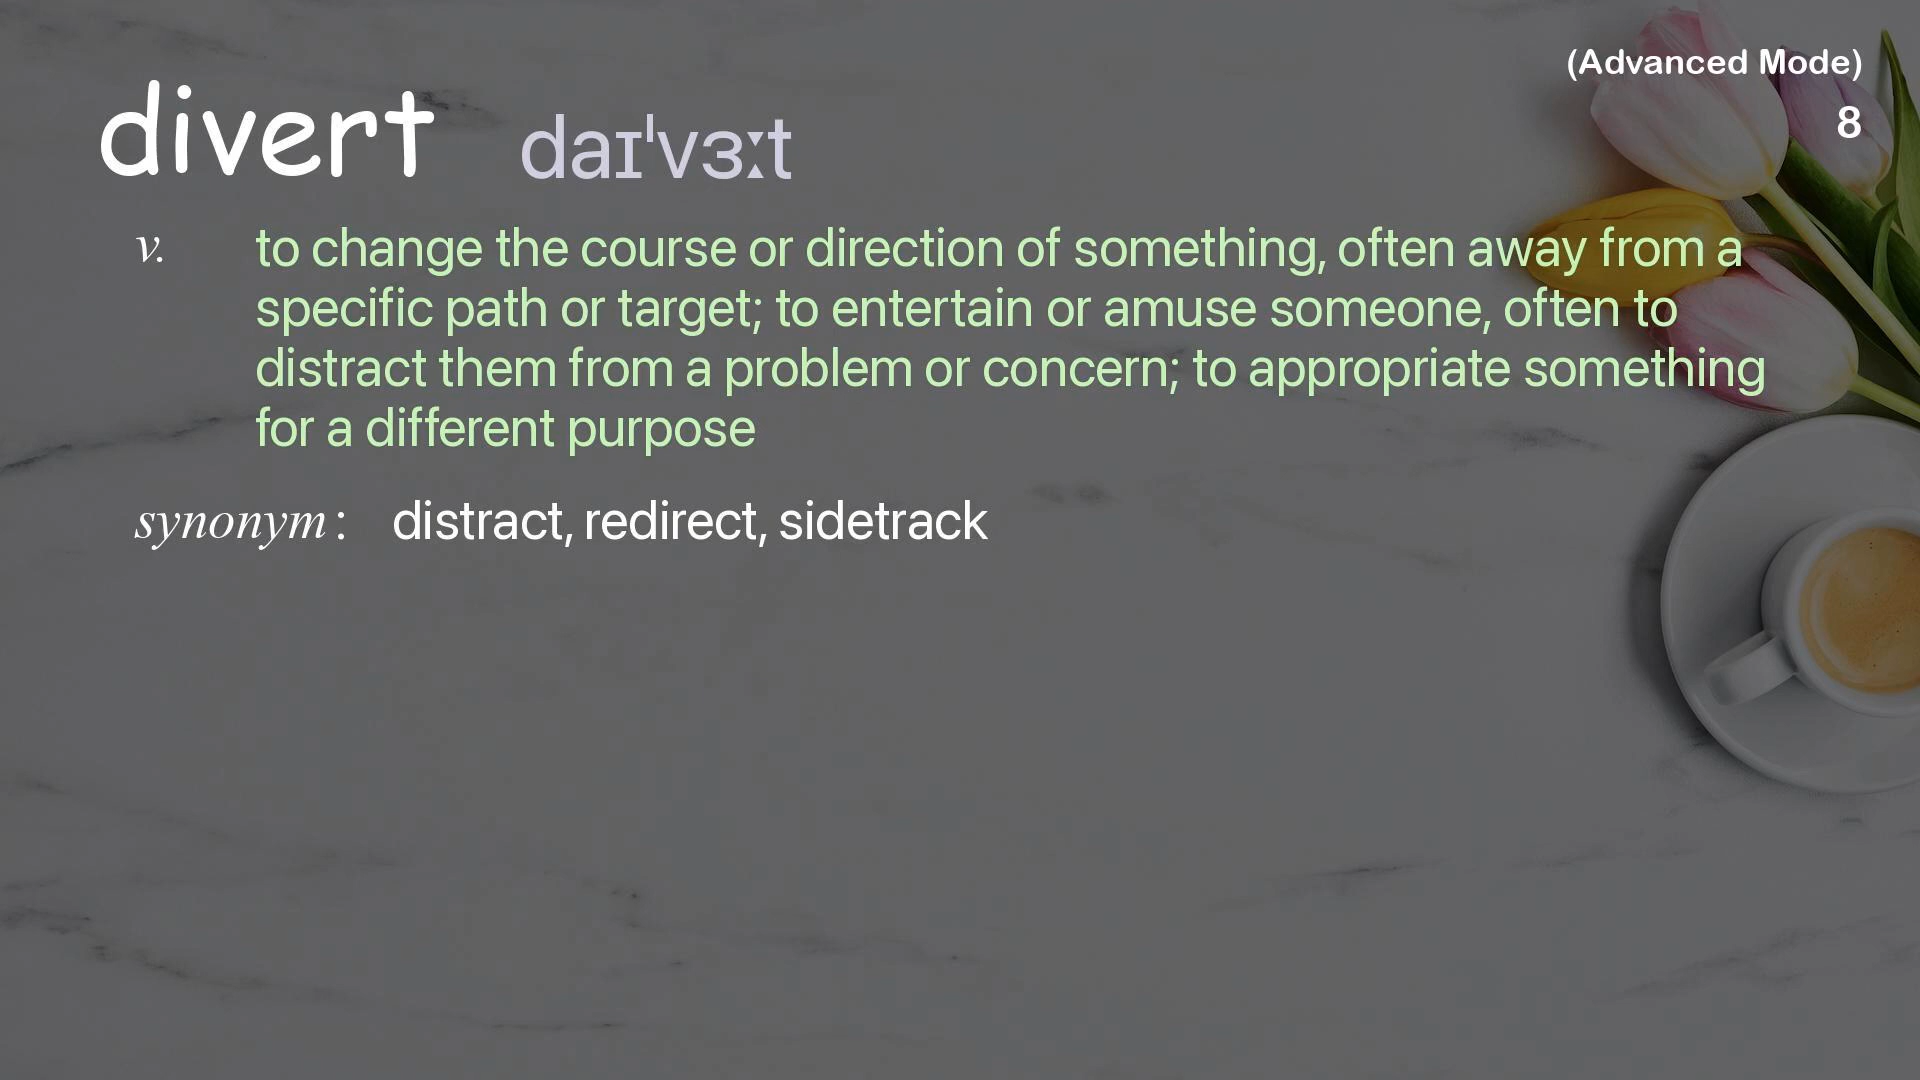 (Advanced Mode)
8
divert daɪˈvɜːt
v. to change the course or direction of something, often away from a
specific path or target; to entertain or amuse someone, often to
distract them from a problem or concern; to appropriate something
for a different purpose
synonym : distract, redirect, sidetrack